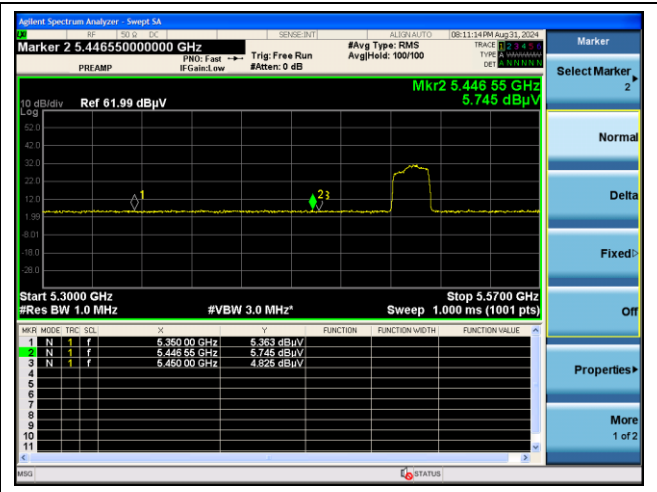 Agilent Spectrum Analyzer - Swept SA
RF 50 Ω DC SENSE:INT ALIGN AUTO 08:11:14 PM Aug 31, 2024
Marker 2 5.446550000000 GHz
PREAMP
PNO: Fast
IFGain:Low
Trig: Free Run
#Atten: 0 dB
#Avg Type: RMS
Avg|Hold: 100/100
TRACE 1 2 3 4 5 6
TYPE A WWWWW
DET A N N N N N
Mkr2 5.446 55 GHz
5.745 dBµV
10 dB/div Ref 61.99 dBµV
Log
52.0
42.0
32.0
22.0
12.0
1.99
-8.01
-18.0
-28.0
1
2 3
Start 5.3000 GHz
#Res BW 1.0 MHz
#VBW 3.0 MHz*
Stop 5.5700 GHz
Sweep 1.000 ms (1001 pts)
MKR MODE TRC SCL X Y FUNCTION FUNCTION WIDTH FUNCTION VALUE
1 N 1 f 5.350 00 GHz 5.363 dBµV
2 N 1 f 5.446 55 GHz 5.745 dBµV
3 N 1 f 5.450 00 GHz 4.825 dBµV
4
5
6
7
8
9
10
11
MSG
STATUS
Marker
Select Marker
2
Normal
Delta
Fixed
Off
Properties
More
1 of 2